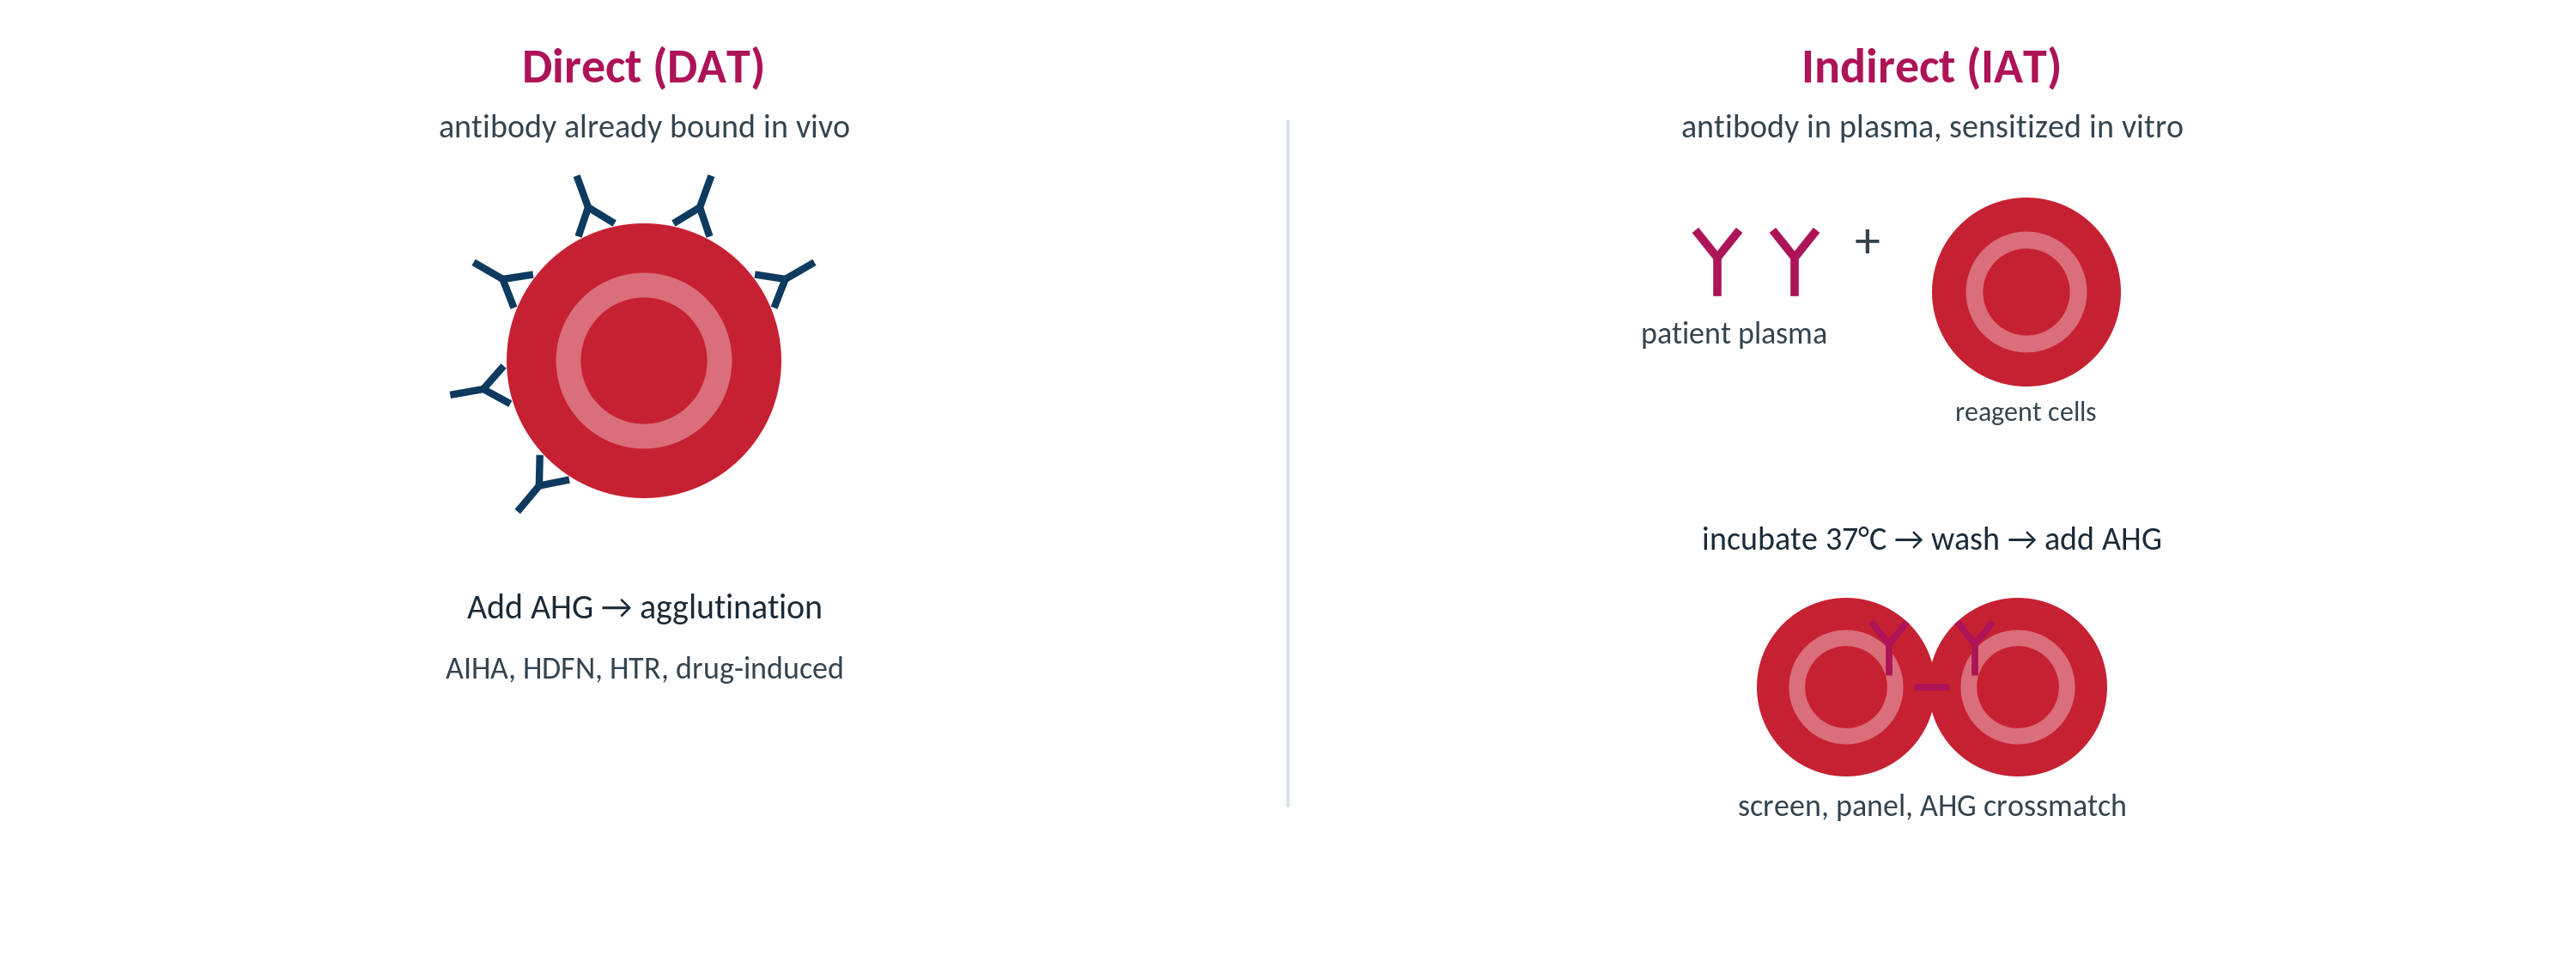 Direct (DAT)
antibody already bound in vivo
Add AHG → agglutination
AIHA, HDFN, HTR, drug-induced
Indirect (IAT)
antibody in plasma, sensitized in vitro
+
patient plasma
reagent cells
incubate 37°C → wash → add AHG
screen, panel, AHG crossmatch